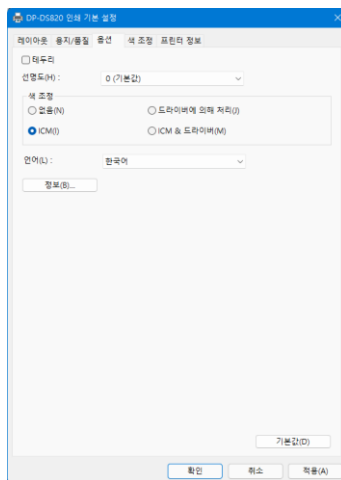 DP-DS820 인쇄 기본 설정
레이아웃 용지/품질 옵션 색 조정 프린터 정보
테두리
선명도(H) : 0 (기본값)
색 조정
없음(N) 드라이버에 의해 처리(J)
ICM(I) ICM & 드라이버(M)
언어(L) : 한국어
정보(B)...
기본값(D)
확인 취소 적용(A)